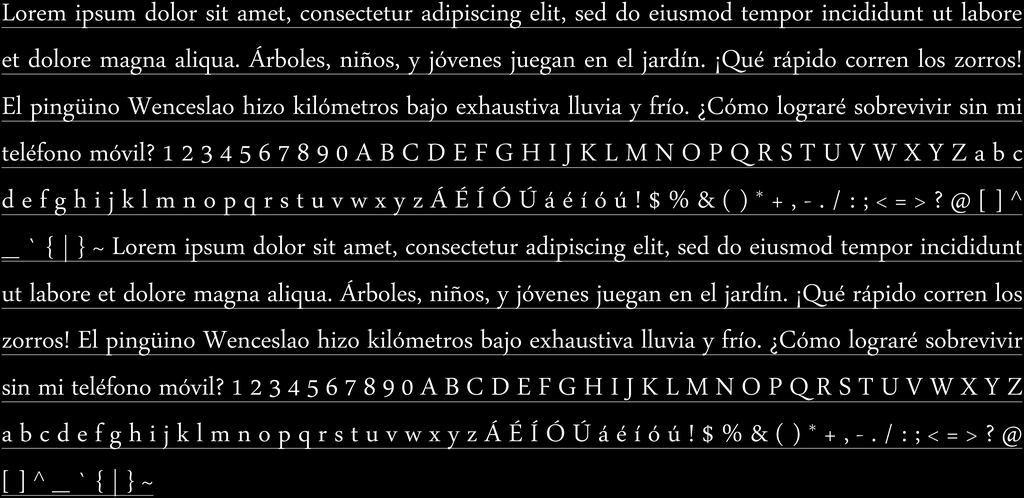 Lorem ipsum dolor sit amet, consectetur adipiscing elit, sed do eiusmod tempor incididunt ut labore
et dolore magna aliqua. Árboles, niños, y jóvenes juegan en el jardín. ¡Qué rápido corren los zorros!
El pingüino Wenceslao hizo kilómetros bajo exhaustiva lluvia y frío. ¿Cómo lograré sobrevivir sin mi
teléfono móvil? 1 2 3 4 5 6 7 8 9 0 A B C D E F G H I J K L M N O P Q R S T U V W X Y Z a b c
d e f g h i j k l m n o p q r s t u v w x y z Á É Í Ó Ú á é í ó ú ! $ % & ( ) * + , - . / : ; < = > ? @ [ ] ^
_ ` { | } ~ Lorem ipsum dolor sit amet, consectetur adipiscing elit, sed do eiusmod tempor incididunt
ut labore et dolore magna aliqua. Árboles, niños, y jóvenes juegan en el jardín. ¡Qué rápido corren los
zorros! El pingüino Wenceslao hizo kilómetros bajo exhaustiva lluvia y frío. ¿Cómo lograré sobrevivir
sin mi teléfono móvil? 1 2 3 4 5 6 7 8 9 0 A B C D E F G H I J K L M N O P Q R S T U V W X Y Z
a b c d e f g h i j k l m n o p q r s t u v w x y z Á É Í Ó Ú á é í ó ú ! $ % & ( ) * + , - . / : ; < = > ? @
[ ] ^ _ ` { | } ~